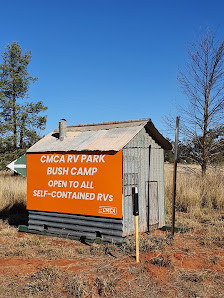 CMCA RV PARK
BUSH CAMP
OPEN TO ALL
SELF-CONTAINED RVs
CMCA